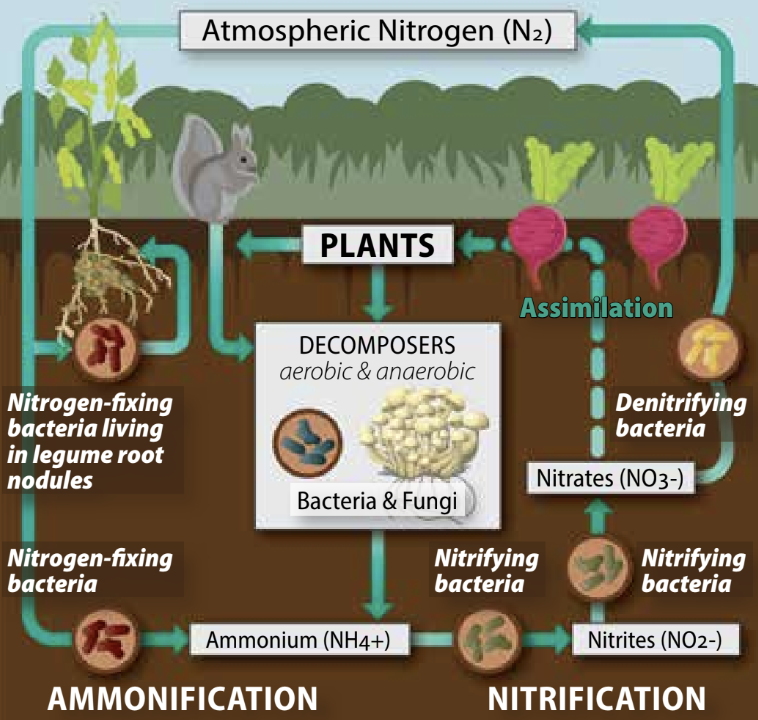 Atmospheric Nitrogen (N2)
PLANTS
Assimilation
DECOMPOSERS
aerobic & anaerobic
Bacteria & Fungi
Nitrogen-fixing
bacteria living
in legume root
nodules
Denitrifying
bacteria
Nitrates (NO3-)
Nitrogen-fixing
bacteria
Nitrifying
bacteria
Nitrifying
bacteria
Ammonium (NH4+)
Nitrites (NO2-)
AMMONIFICATION
NITRIFICATION